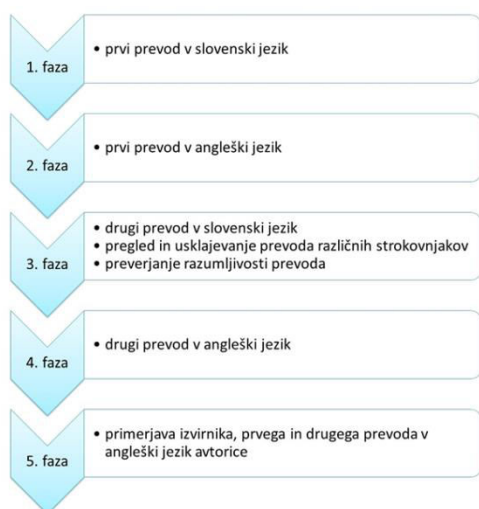 1. faza
• prvi prevod v slovenski jezik
2. faza
• prvi prevod v angleški jezik
3. faza
• drugi prevod v slovenski jezik
• pregled in usklajevanje prevoda različnih strokovnjakov
• preverjanje razumljivosti prevoda
4. faza
• drugi prevod v angleški jezik
5. faza
• primerjava izvirnika, prvega in drugega prevoda v
angleški jezik avtorice